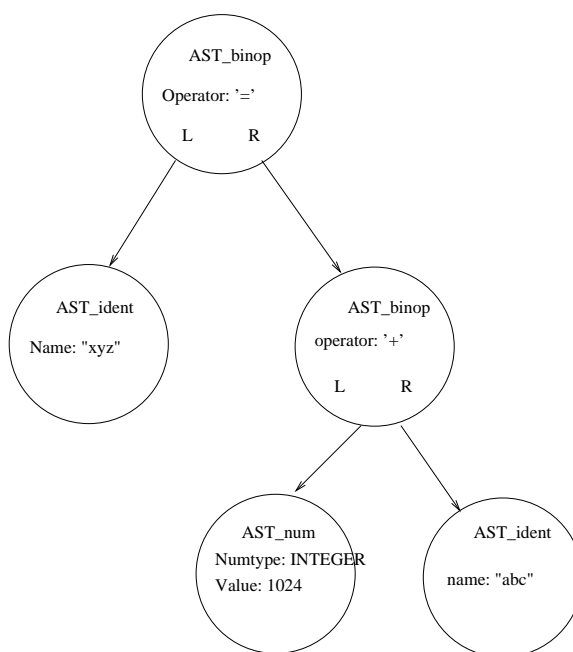 AST_binop
Operator: ’=’
L R
AST_ident
Name: "xyz"
AST_binop
operator: ’+’
L R
AST_num
Numtype: INTEGER
Value: 1024
AST_ident
name: "abc"